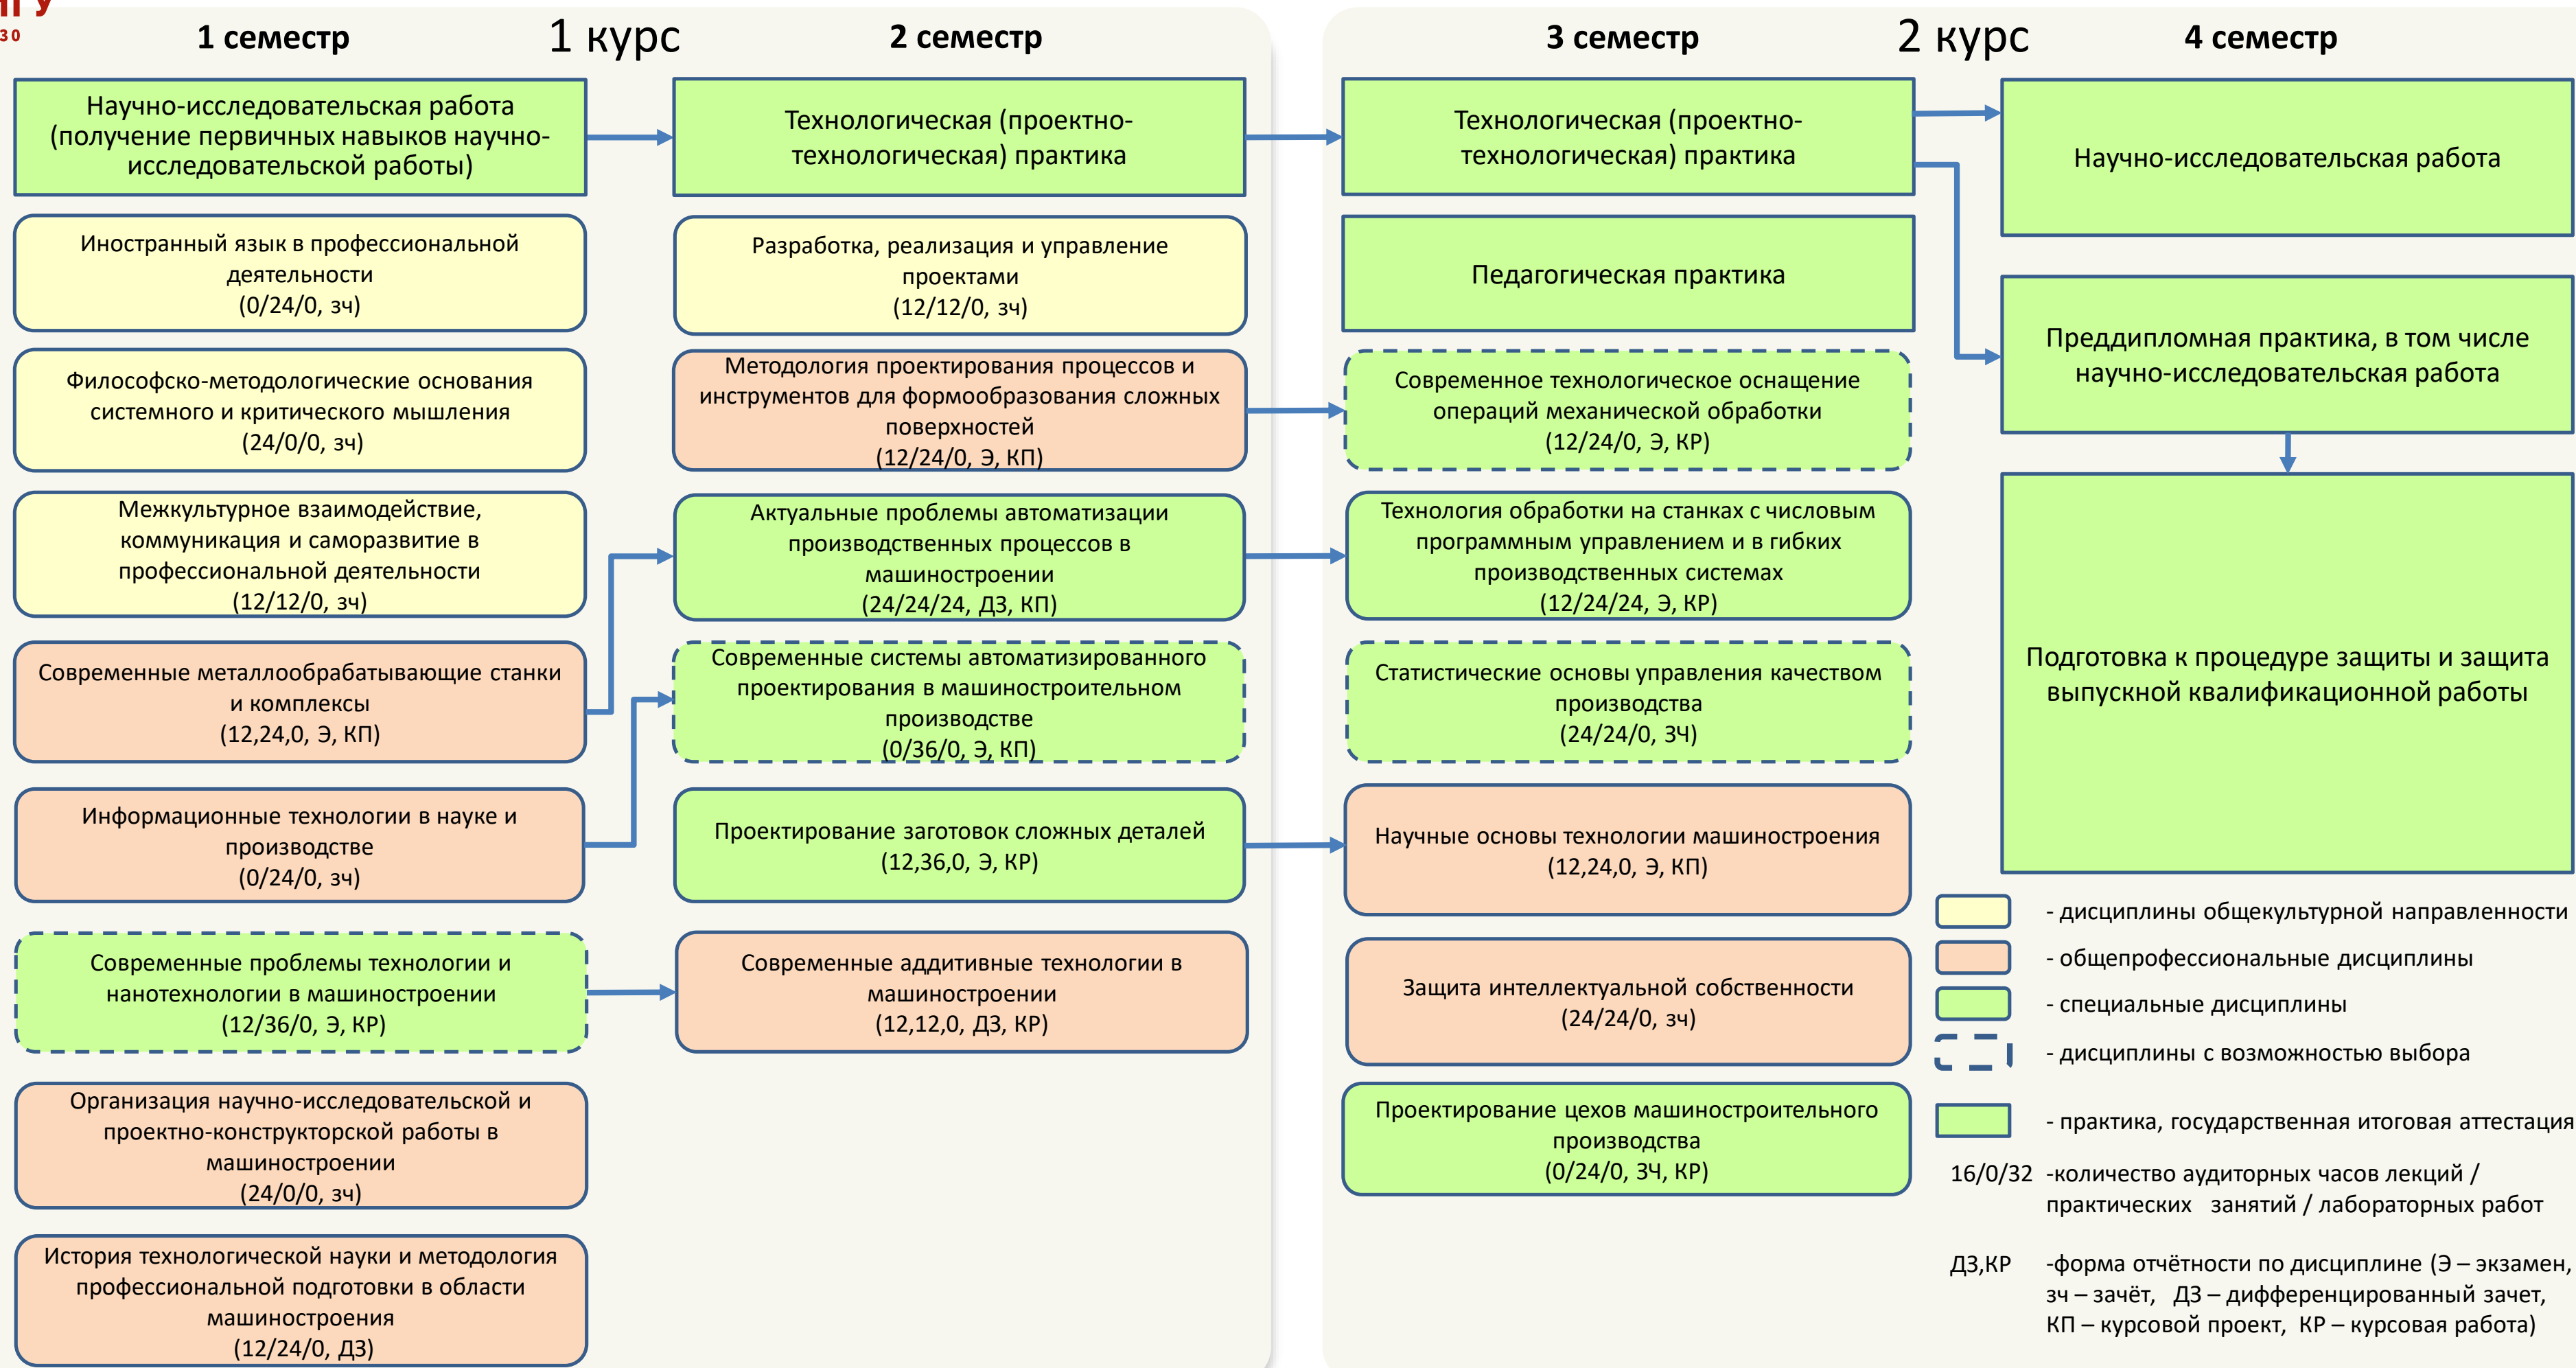 30
1 семестр
1 курс
2 семестр
3 семестр
2 курс
4 семестр
Научно-исследовательская работа
(получение первичных навыков научно-
исследовательской работы)
Иностранный язык в профессиональной
деятельности
(0/24/0, зч)
Философско-методологические основания
системного и критического мышления
(24/0/0, зч)
Межкультурное взаимодействие,
коммуникация и саморазвитие в
профессиональной деятельности
(12/12/0, зч)
Современные металлообрабатывающие станки
и комплексы
(12,24,0, Э, КП)
Информационные технологии в науке и
производстве
(0/24/0, зч)
Современные проблемы технологии и
нанотехнологии в машиностроении
(12/36/0, Э, КР)
Организация научно-исследовательской и
проектно-конструкторской работы в
машиностроении
(24/0/0, зч)
История технологической науки и методология
профессиональной подготовки в области
машиностроения
(12/24/0, ДЗ)
Технологическая (проектно-
технологическая) практика
Разработка, реализация и управление
проектами
(12/12/0, зч)
Методология проектирования процессов и
инструментов для формообразования сложных
поверхностей
(12/24/0, Э, КП)
Актуальные проблемы автоматизации
производственных процессов в
машиностроении
(24/24/24, ДЗ, КП)
Современные системы автоматизированного
проектирования в машиностроительном
производстве
(0/36/0, Э, КП)
Проектирование заготовок сложных деталей
(12,36,0, Э, КР)
Современные аддитивные технологии в
машиностроении
(12,12,0, ДЗ, КР)
Технологическая (проектно-
технологическая) практика
Педагогическая практика
Современное технологическое оснащение
операций механической обработки
(12/24/0, Э, КР)
Технология обработки на станках с числовым
программным управлением и в гибких
производственных системах
(12/24/24, Э, КР)
Статистические основы управления качеством
производства
(24/24/0, ЗЧ)
Научные основы технологии машиностроения
(12,24,0, Э, КП)
Защита интеллектуальной собственности
(24/24/0, зч)
Проектирование цехов машиностроительного
производства
(0/24/0, ЗЧ, КР)
Научно-исследовательская работа
Преддипломная практика, в том числе
научно-исследовательская работа
Подготовка к процедуре защиты и защита
выпускной квалификационной работы
- дисциплины общекультурной направленности
- общепрофессиональные дисциплины
- специальные дисциплины
- дисциплины с возможностью выбора
- практика, государственная итоговая аттестация
16/0/32 -количество аудиторных часов лекций /
практических занятий / лабораторных работ
ДЗ,КР -форма отчётности по дисциплине (Э – экзамен,
зч – зачёт, ДЗ – дифференцированный зачет,
КП – курсовой проект, КР – курсовая работа)